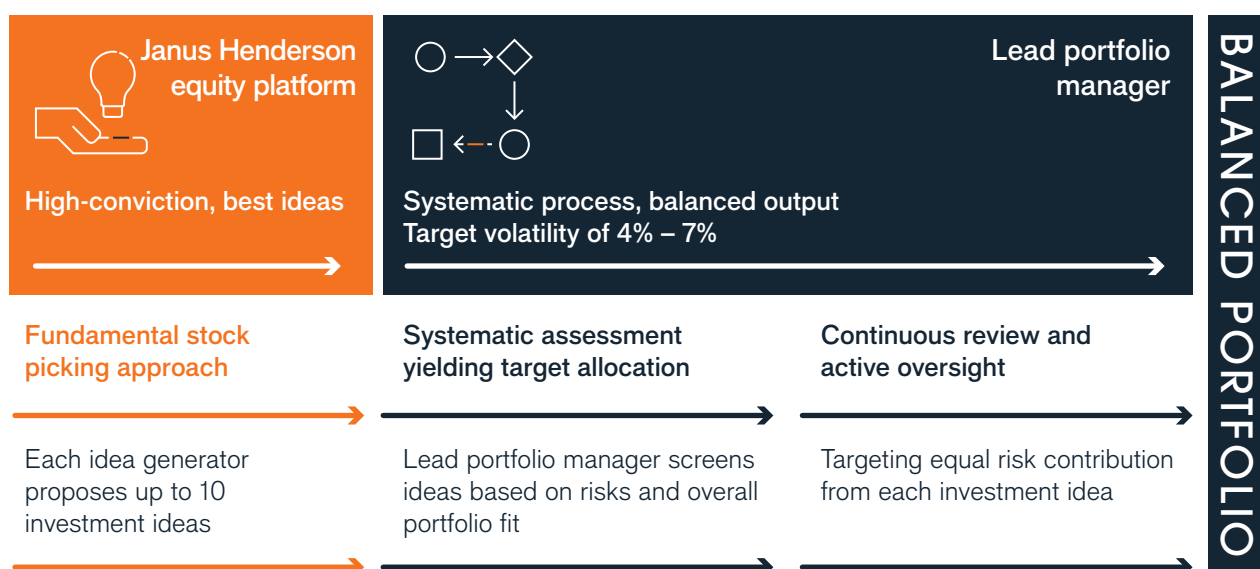 Janus Henderson
equity platform
High-conviction, best ideas
Lead portfolio
manager
Systematic process, balanced output
Target volatility of 4% – 7%
Fundamental stock
picking approach
Systematic assessment
yielding target allocation
Continuous review and
active oversight
Each idea generator
proposes up to 10
investment ideas
Lead portfolio manager screens
ideas based on risks and overall
portfolio fit
Targeting equal risk contribution
from each investment idea
BALANCED PORTFOLIO